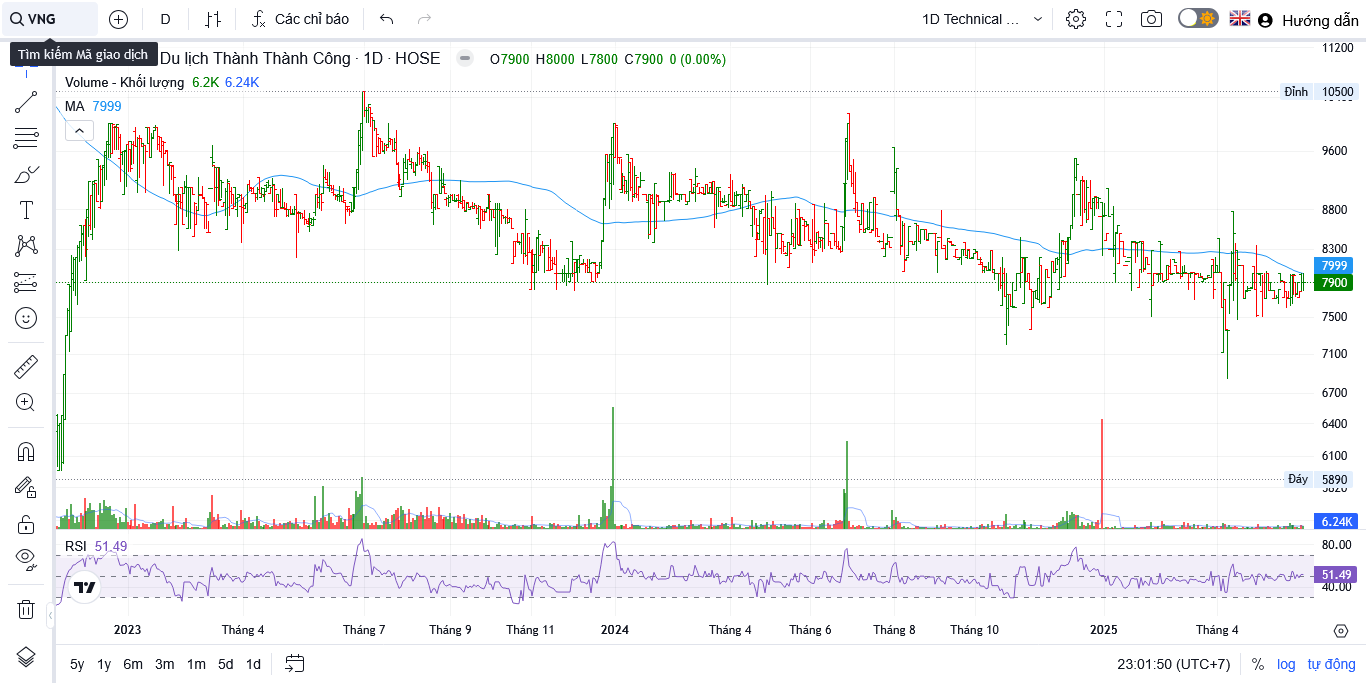 VNG
D
Các chỉ báo
1D Technical ...
Hướng dẫn
Tìm kiếm Mã giao dịch
Du lịch Thành Thành Công · 1D · HOSE
O7900 H8000 L7800 C7900 0 (0.00%)
Volume - Khối lượng 6.2K 6.24K
MA 7999
11200
Đỉnh 10500
9600
8800
8300
7999
7900
7500
7100
6700
6400
6100
Đáy 5890
6.24K
RSI 51.49
80.00
51.49
40.00
2023 Tháng 4 Tháng 7 Tháng 9 Tháng 11 2024 Tháng 4 Tháng 6 Tháng 8 Tháng 10 2025 Tháng 4
5y 1y 6m 3m 1m 5d 1d
23:01:50 (UTC+7) % log tự động